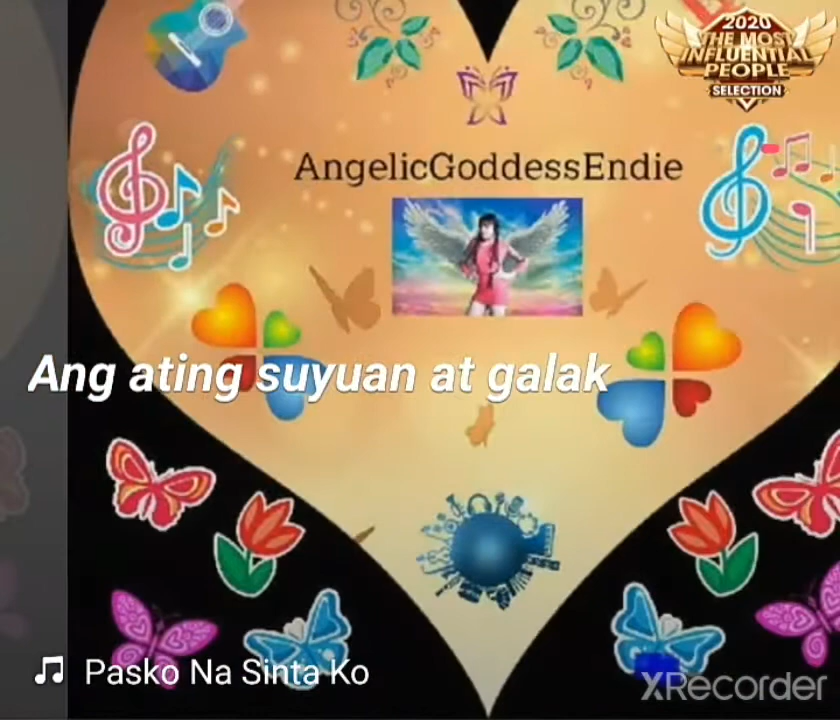 2020
THE MOST
INFLUENTIAL
PEOPLE
SELECTION
AngelicGoddessEndie
Ang ating suyuan at galak
Pasko Na Sinta Ko
XRecorder